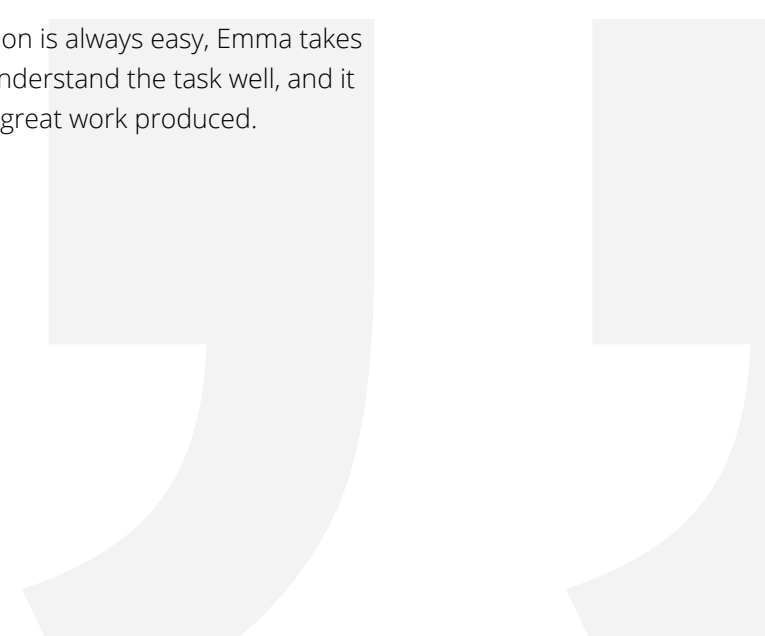 on is always easy, Emma takes
nderstand the task well, and it
great work produced.